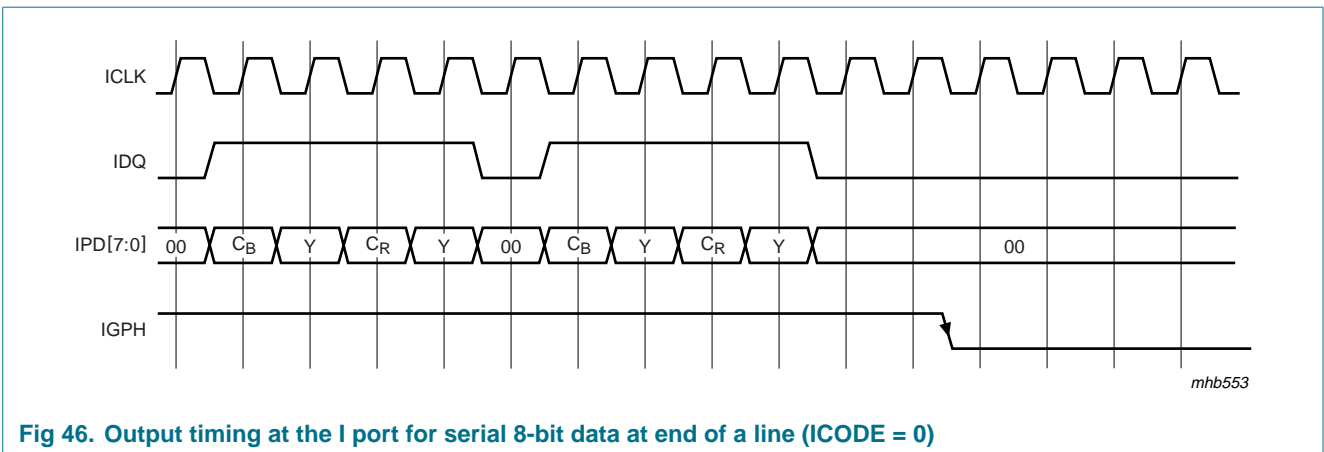 ICLK
IDQ
IPD[7:0] 00 CB Y CR Y 00 CB Y CR Y 00
IGPH
mhb553
Fig 46. Output timing at the I port for serial 8-bit data at end of a line (ICODE = 0)